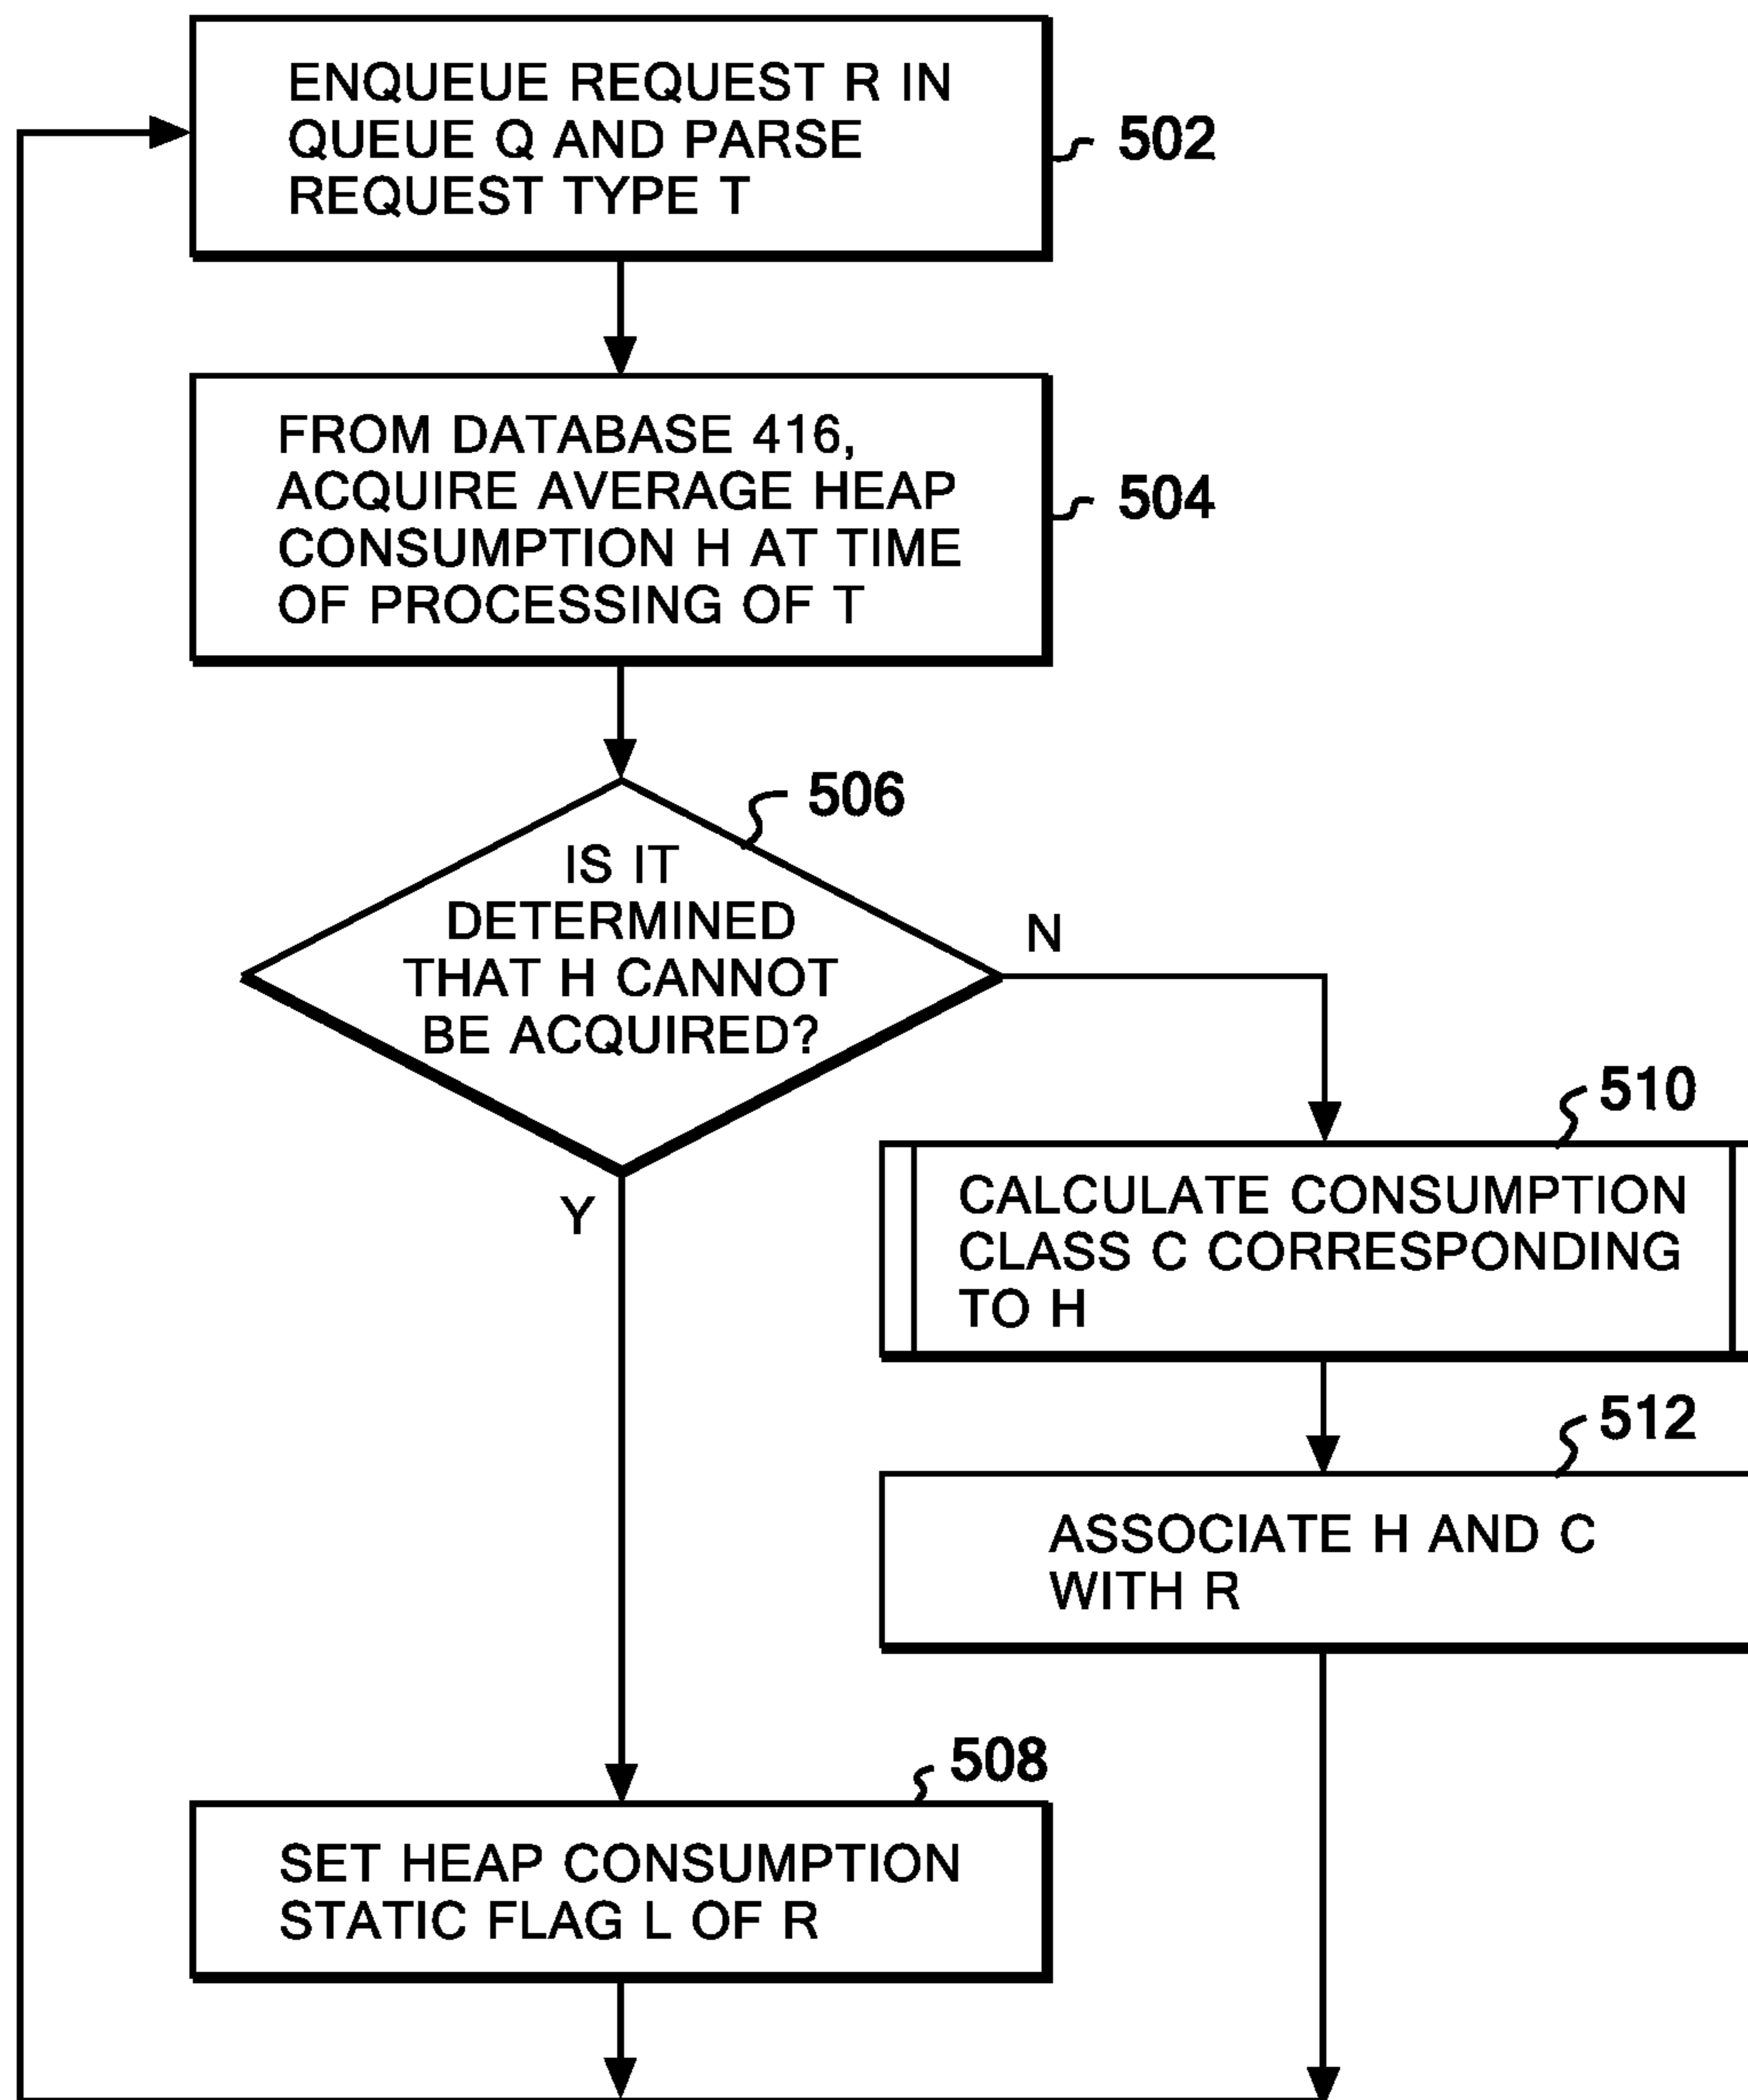 ENQUEUE REQUEST R IN
QUEUE Q AND PARSE
REQUEST TYPE T
502
FROM DATABASE 416,
ACQUIRE AVERAGE HEAP
CONSUMPTION H AT TIME
OF PROCESSING OF T
504
506
IS IT
DETERMINED
THAT H CANNOT
BE ACQUIRED?
N
Y
510
CALCULATE CONSUMPTION
CLASS C CORRESPONDING
TO H
512
ASSOCIATE H AND C
WITH R
508
SET HEAP CONSUMPTION
STATIC FLAG L OF R